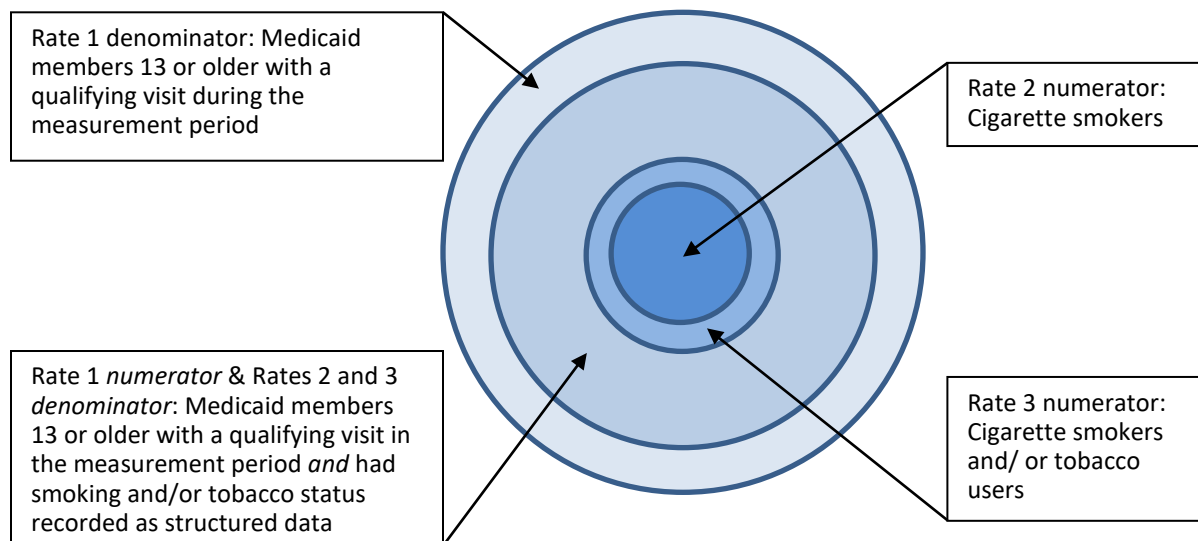 Rate 1 denominator: Medicaid
members 13 or older with a
qualifying visit during the
measurement period
Rate 2 numerator:
Cigarette smokers
Rate 1 numerator & Rates 2 and 3
denominator: Medicaid members
13 or older with a qualifying visit in
the measurement period and had
smoking and/or tobacco status
recorded as structured data
Rate 3 numerator:
Cigarette smokers
and/ or tobacco
users